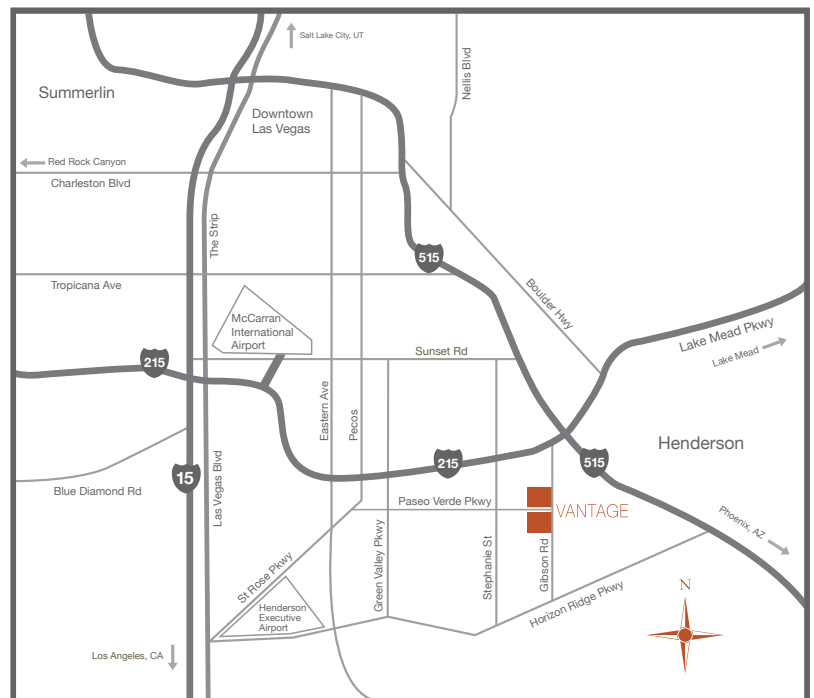 Salt Lake City, UT
Nellis Blvd
Summerlin
Downtown
Las Vegas
Red Rock Canyon
Charleston Blvd
The Strip
515
Tropicana Ave
Boulder Hwy
McCarran
International
Airport
Lake Mead Pkwy
Lake Mead
Sunset Rd
215
Eastern Ave
Pecos
Henderson
215
515
15
Las Vegas Blvd
Blue Diamond Rd
Paseo Verde Pkwy
VANTAGE
Phoenix, AZ
Green Valley Pkwy
Stephanie St
Gibson Rd
St Rose Pkwy
Horizon Ridge Pkwy
N
Henderson
Executive
Airport
Los Angeles, CA